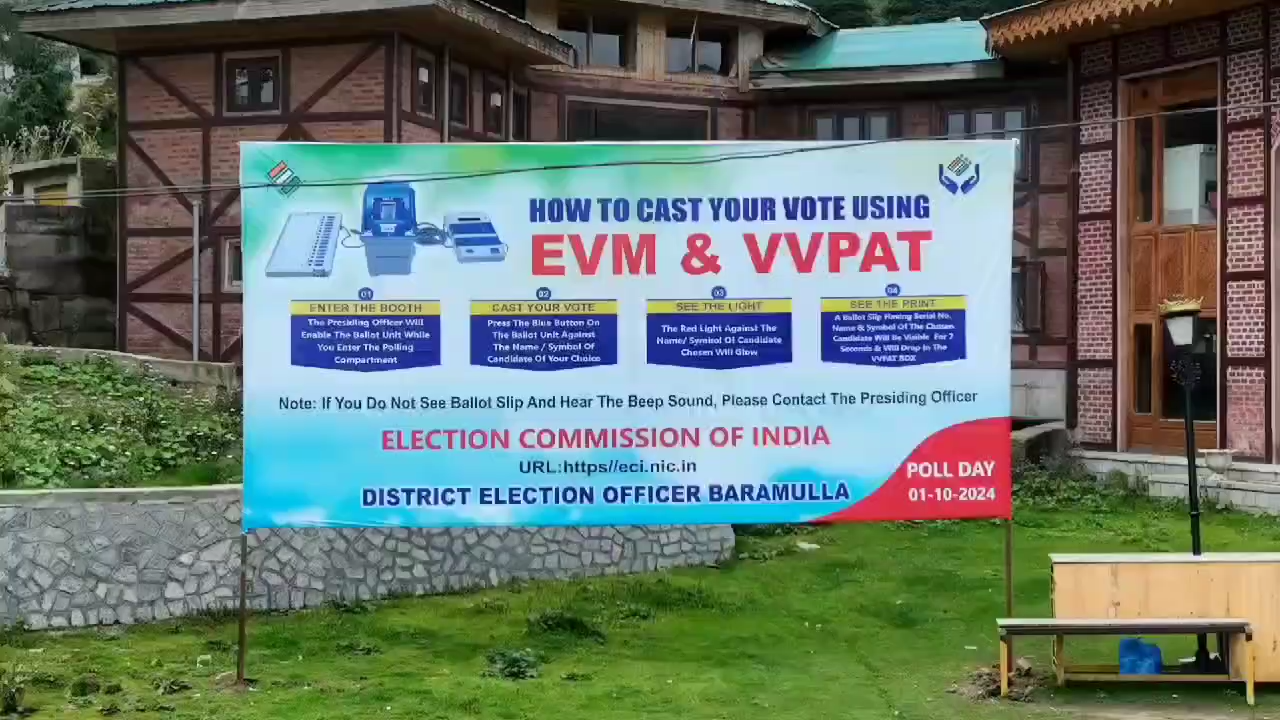 HOW TO CAST YOUR VOTE USING
EVM & VVPAT
01
ENTER THE BOOTH
The Presiding Officer Will
Enable The Ballot Unit While
You Enter The Polling
Compartment
02
CAST YOUR VOTE
Press The Blue Button On
The Ballot Unit Against
The Name / Symbol Of
Candidate Of Your Choice
03
SEE THE LIGHT
The Red Light Against The
Name/ Symbol Of Candidate
Chosen Will Glow
04
SEE THE PRINT
A Ballot Slip Having Serial No.
Name & Symbol Of The Chosen
Candidate Will Be Visible For 7
Seconds & Will Drop In The
VVPAT BOX
Note: If You Do Not See Ballot Slip And Hear The Beep Sound, Please Contact The Presiding Officer
ELECTION COMMISSION OF INDIA
URL:https//eci.nic.in
DISTRICT ELECTION OFFICER BARAMULLA
POLL DAY
01-10-2024